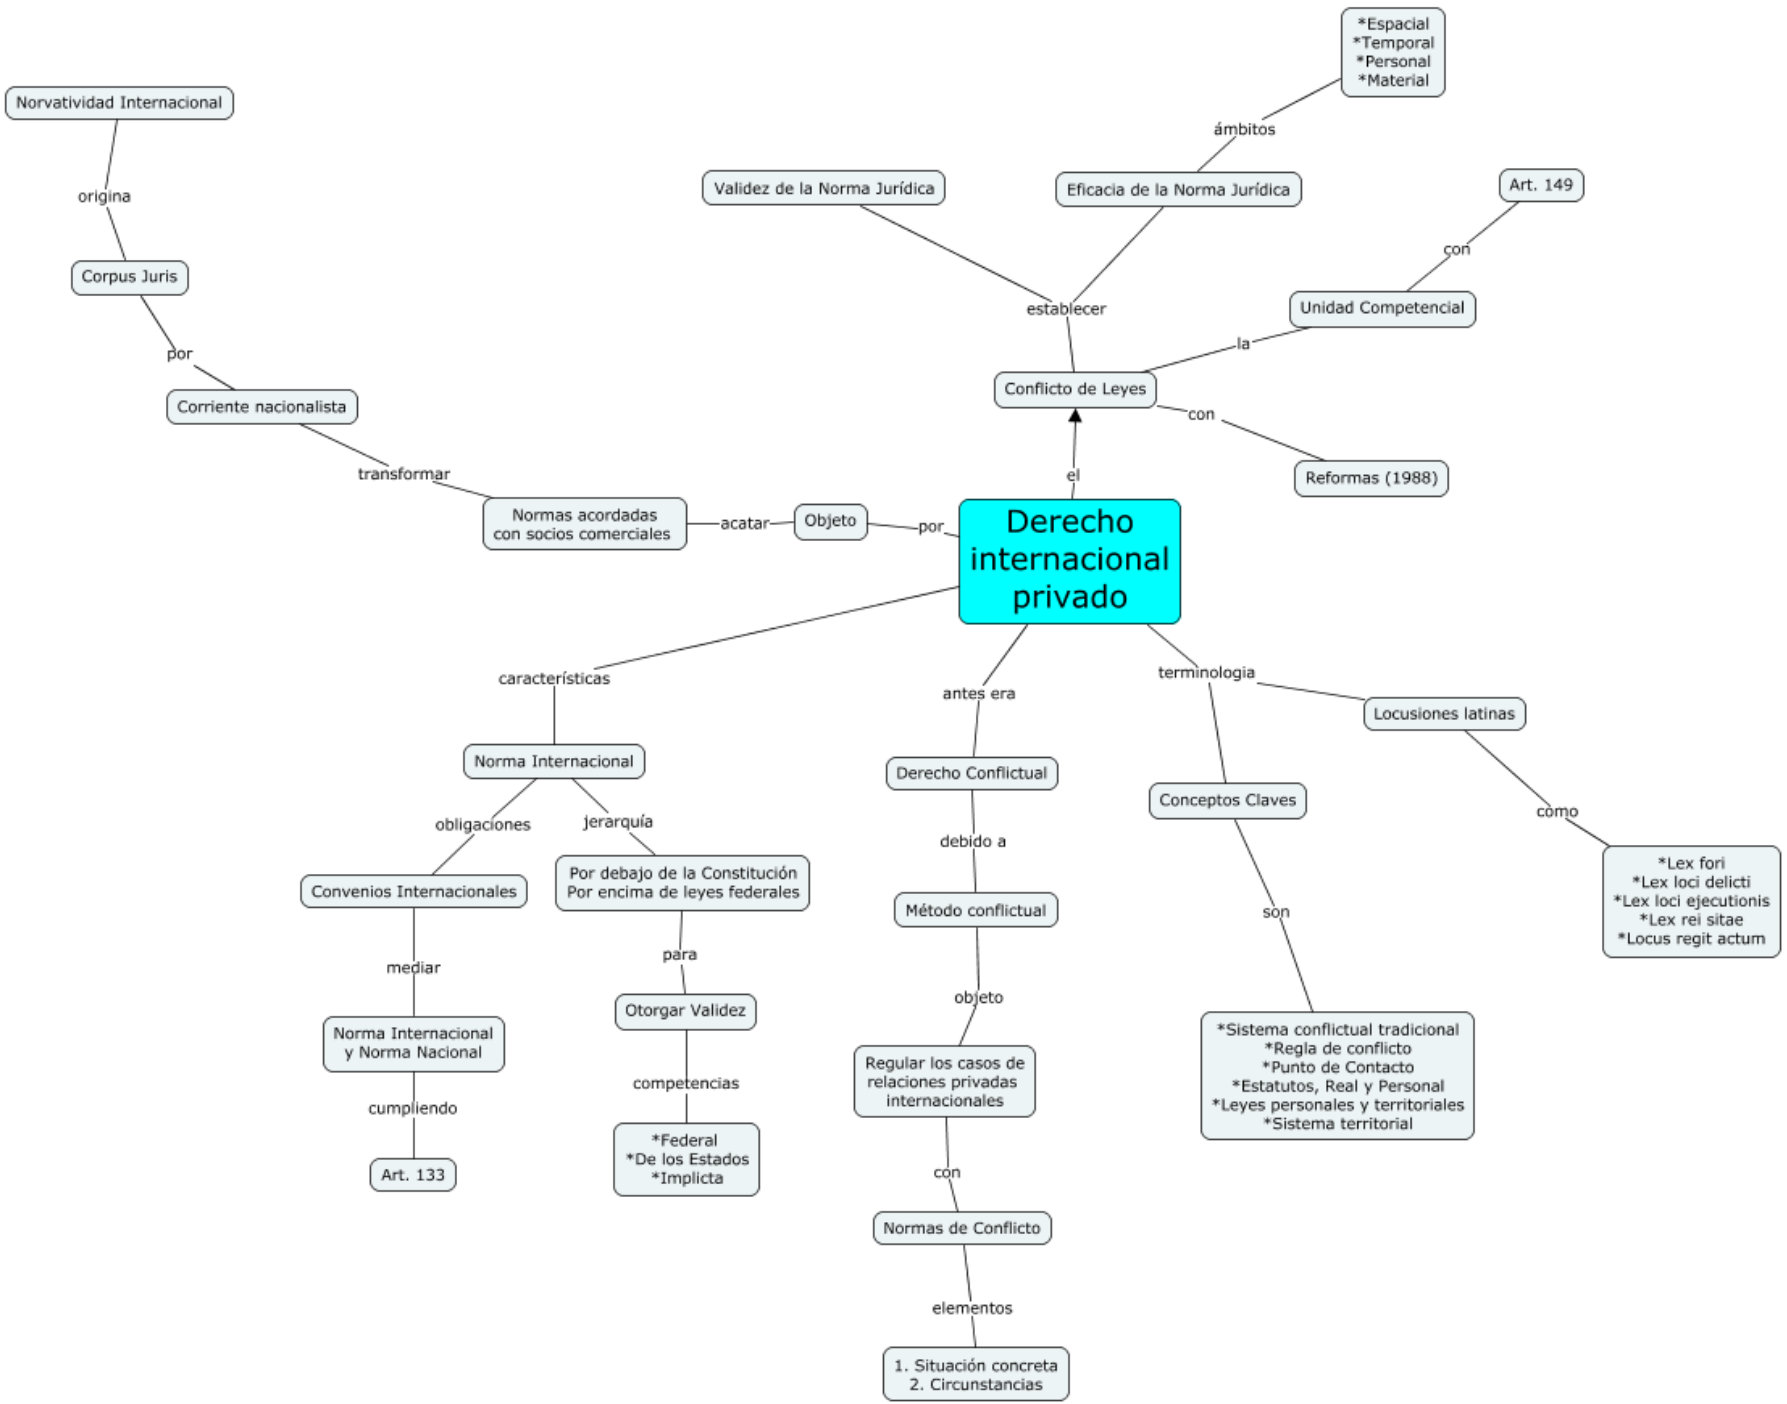 *Espacial
*Temporal
*Personal
*Material
ámbitos
Norvatividad Internacional
origina
Corpus Juris
por
Corriente nacionalista
transformar
Normas acordadas
con socios comerciales
acatar
Objeto
por
Validez de la Norma Jurídica
Eficacia de la Norma Jurídica
establecer
Art. 149
con
Unidad Competencial
la
Conflicto de Leyes
con
Reformas (1988)
el
Derecho
internacional
privado
características
Norma Internacional
obligaciones
jerarquía
Convenios Internacionales
Por debajo de la Constitución
Por encima de leyes federales
mediar
para
Norma Internacional
y Norma Nacional
Otorgar Validez
cumpliendo
competencias
Art. 133
*Federal
*De los Estados
*Implicta
antes era
Derecho Conflictual
debido a
Método conflictual
objeto
Regular los casos de
relaciones privadas
internacionales
con
Normas de Conflicto
elementos
1. Situación concreta
2. Circunstancias
terminologia
Locusiones latinas
Conceptos Claves
como
*Lex fori
*Lex loci delicti
*Lex loci ejecutionis
*Lex rei sitae
*Locus regit actum
son
*Sistema conflictual tradicional
*Regla de conflicto
*Punto de Contacto
*Estatutos, Real y Personal
*Leyes personales y territoriales
*Sistema territorial